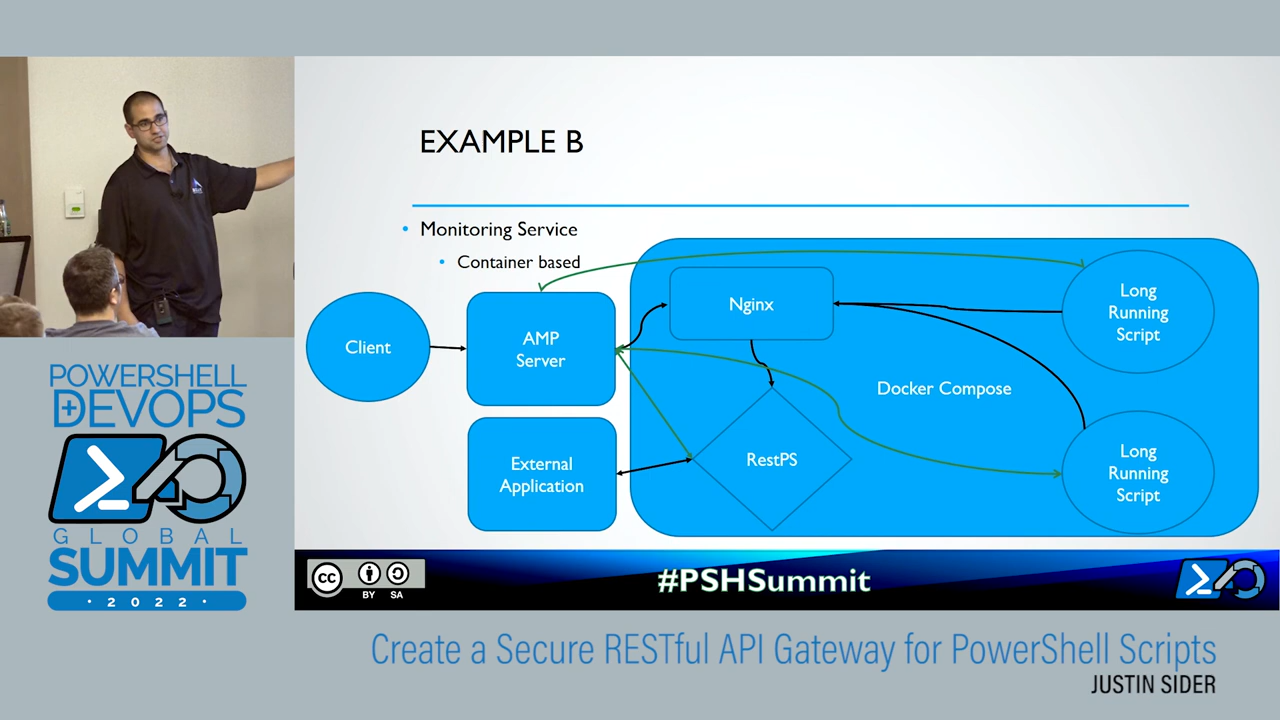 EXAMPLE B
• Monitoring Service
• Container based
Client
AMP
Server
External
Application
Nginx
RestPS
Docker Compose
Long
Running
Script
Long
Running
Script
cc
BY SA
#PSHSummit
POWERSHELL
+DEVOPS
GLOBAL
SUMMIT
· 2022 ·
Create a Secure RESTful API Gateway for PowerShell Scripts
JUSTIN SIDER